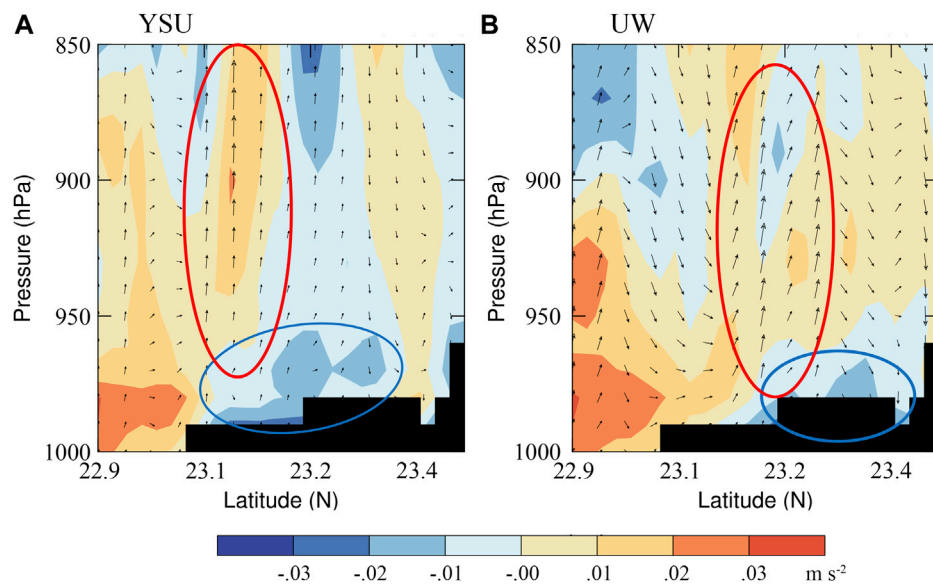 A YSU
B UW
850
900
950
1000
Pressure (hPa)
22.9 23.1 23.2 23.4
Latitude (N)
850
900
950
1000
Pressure (hPa)
22.9 23.1 23.2 23.4
Latitude (N)
-.03 -.02 -.01 -.00 .01 .02 .03 m s-2